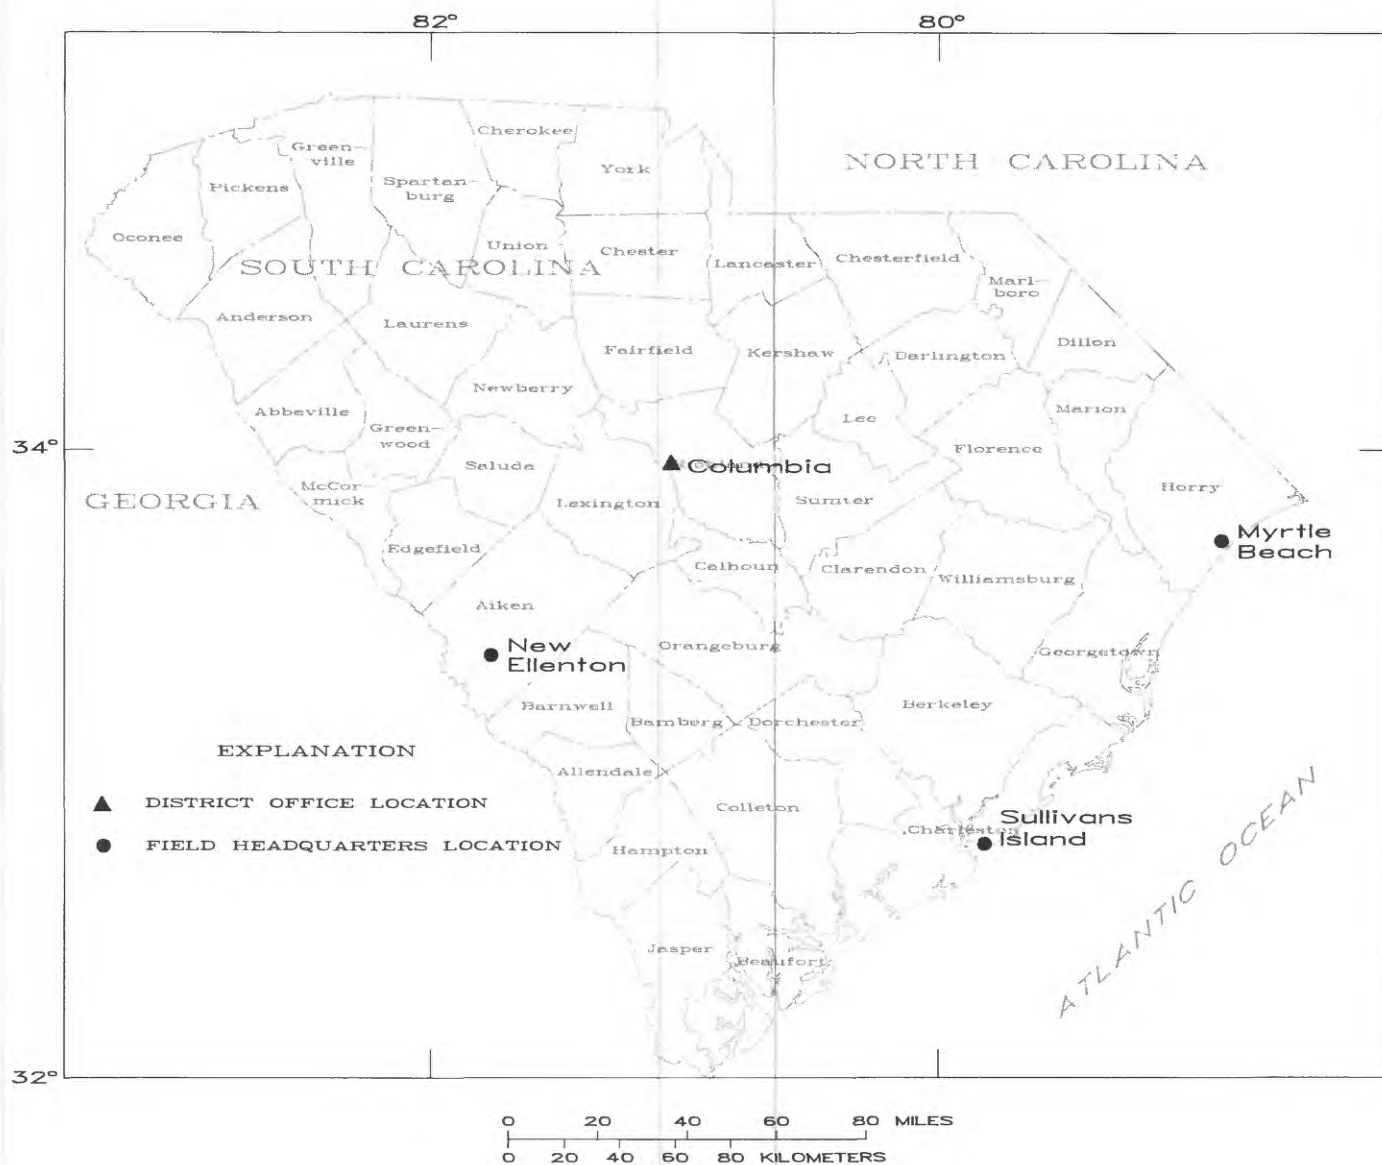 82°
80°
Cherokee
Green-
ville
York
NORTH CAROLINA
Spartan-
burg
Pickens
Oconee
Union
Chester
Lancaster
Chesterfield
SOUTH CAROLINA
Marl-
boro
Anderson
Laurens
Fairfield
Kershaw
Darlington
Dillon
Newberry
Abbeville
Green-
wood
Lee
Marion
Florence
34°
Saluda
Columbia
McCor-
mick
GEORGIA
Lexington
Sumter
Horry
Myrtle
Beach
Edgefield
Calhoun
Clarendon
Williamsburg
Aiken
New
Ellenton
Orangeburg
Georgetown
Barnwell
Bamberg
Dorchester
Berkeley
EXPLANATION
Allendale
DISTRICT OFFICE LOCATION
Colleton
Sullivans
Island
Charleston
FIELD HEADQUARTERS LOCATION
Hampton
ATLANTIC OCEAN
Jasper
Beaufort
32°
0 20 40 60 80 MILES
0 20 40 60 80 KILOMETERS